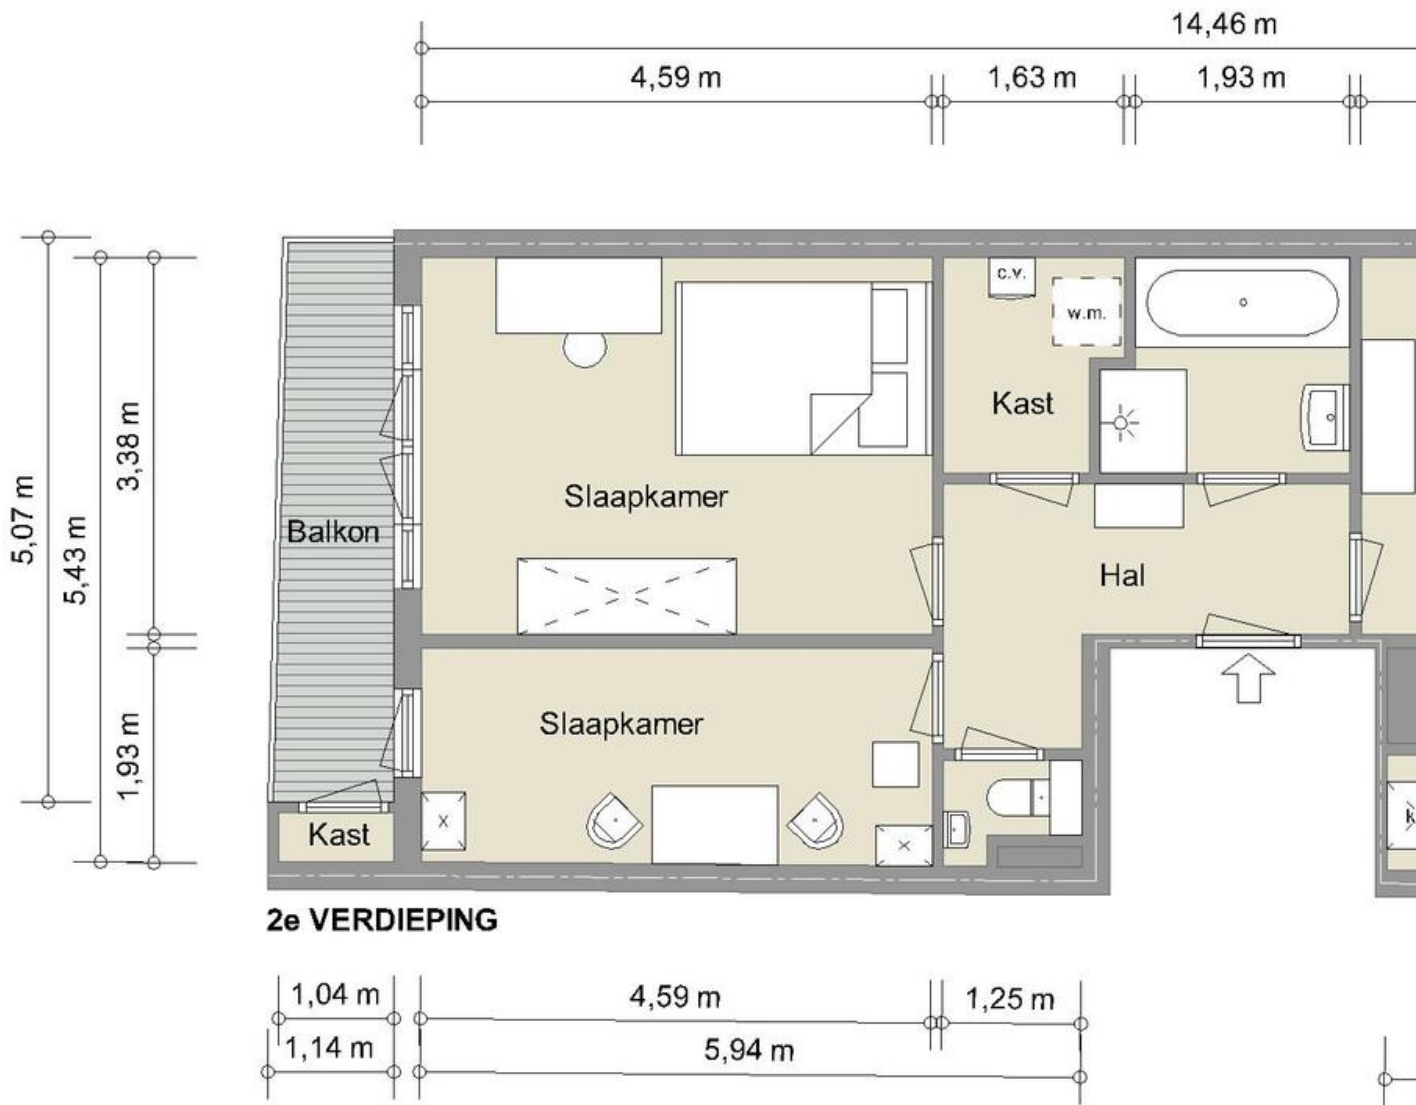 14,46 m
4,59 m
1,63 m
1,93 m
5,07 m
5,43 m
3,38 m
1,93 m
c.v.
w.m.
Kast
Slaapkamer
Balkon
Hal
Slaapkamer
x
x
k
Kast
2e VERDIEPING
1,04 m
4,59 m
1,25 m
1,14 m
5,94 m